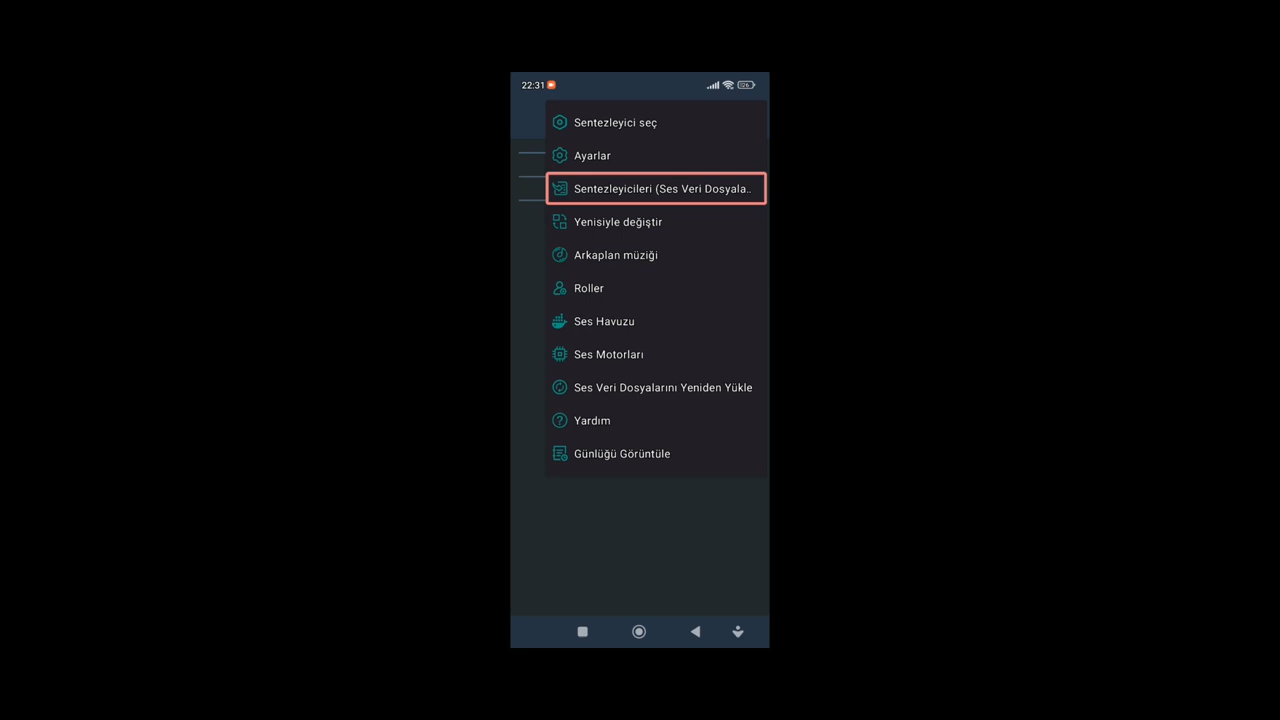 22:31
Sentezleyici seç
Ayarlar
Sentezleyicileri (Ses Veri Dosyala..
Yenisiyle değiştir
Arkaplan müziği
Roller
Ses Havuzu
Ses Motorları
Ses Veri Dosyalarını Yeniden Yükle
Yardım
Günlüğü Görüntüle